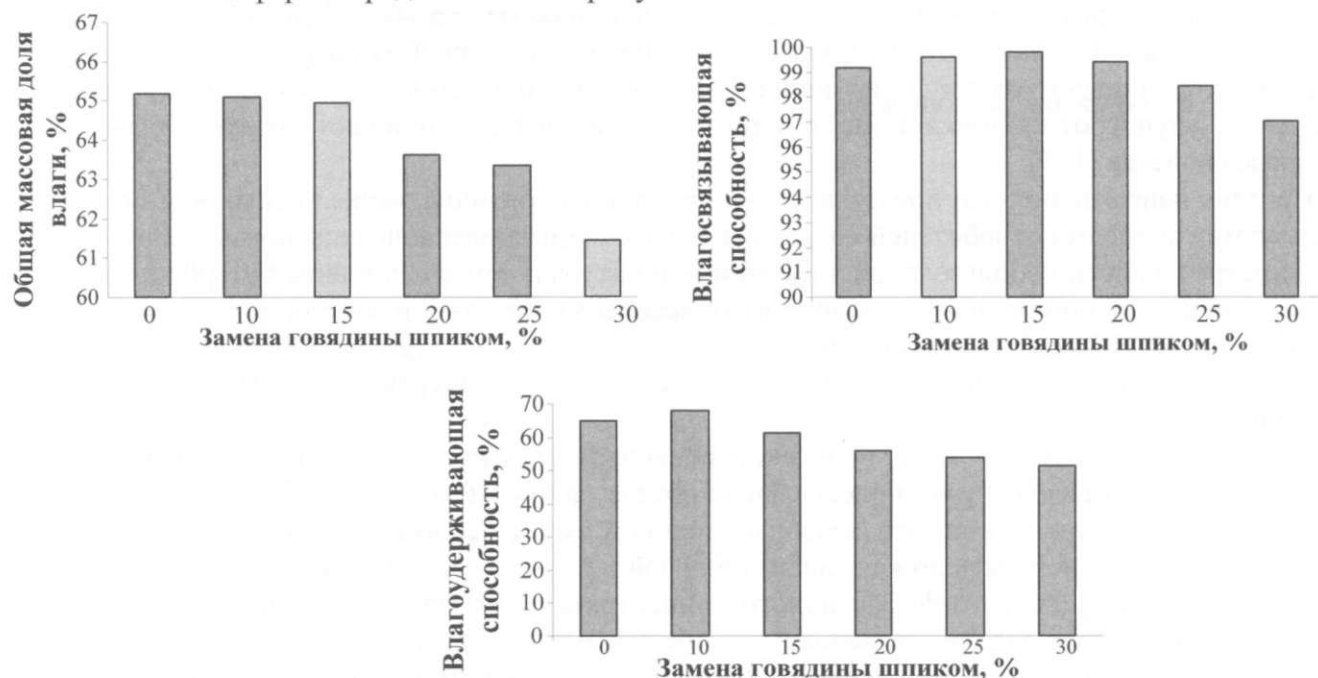 Общая массовая доля
влаги, %
67
66
65
64
63
62
61
60
0 10 15 20 25 30
Замена говядины шпиком, %
Влагосвязывающая
способность, %
100
99
98
97
96
95
94
93
92
91
90
0 10 15 20 25 30
Замена говядины шпиком, %
Влагоудерживающая
способность, %
70
60
50
40
30
20
10
0
0 10 15 20 25 30
Замена говядины шпиком, %